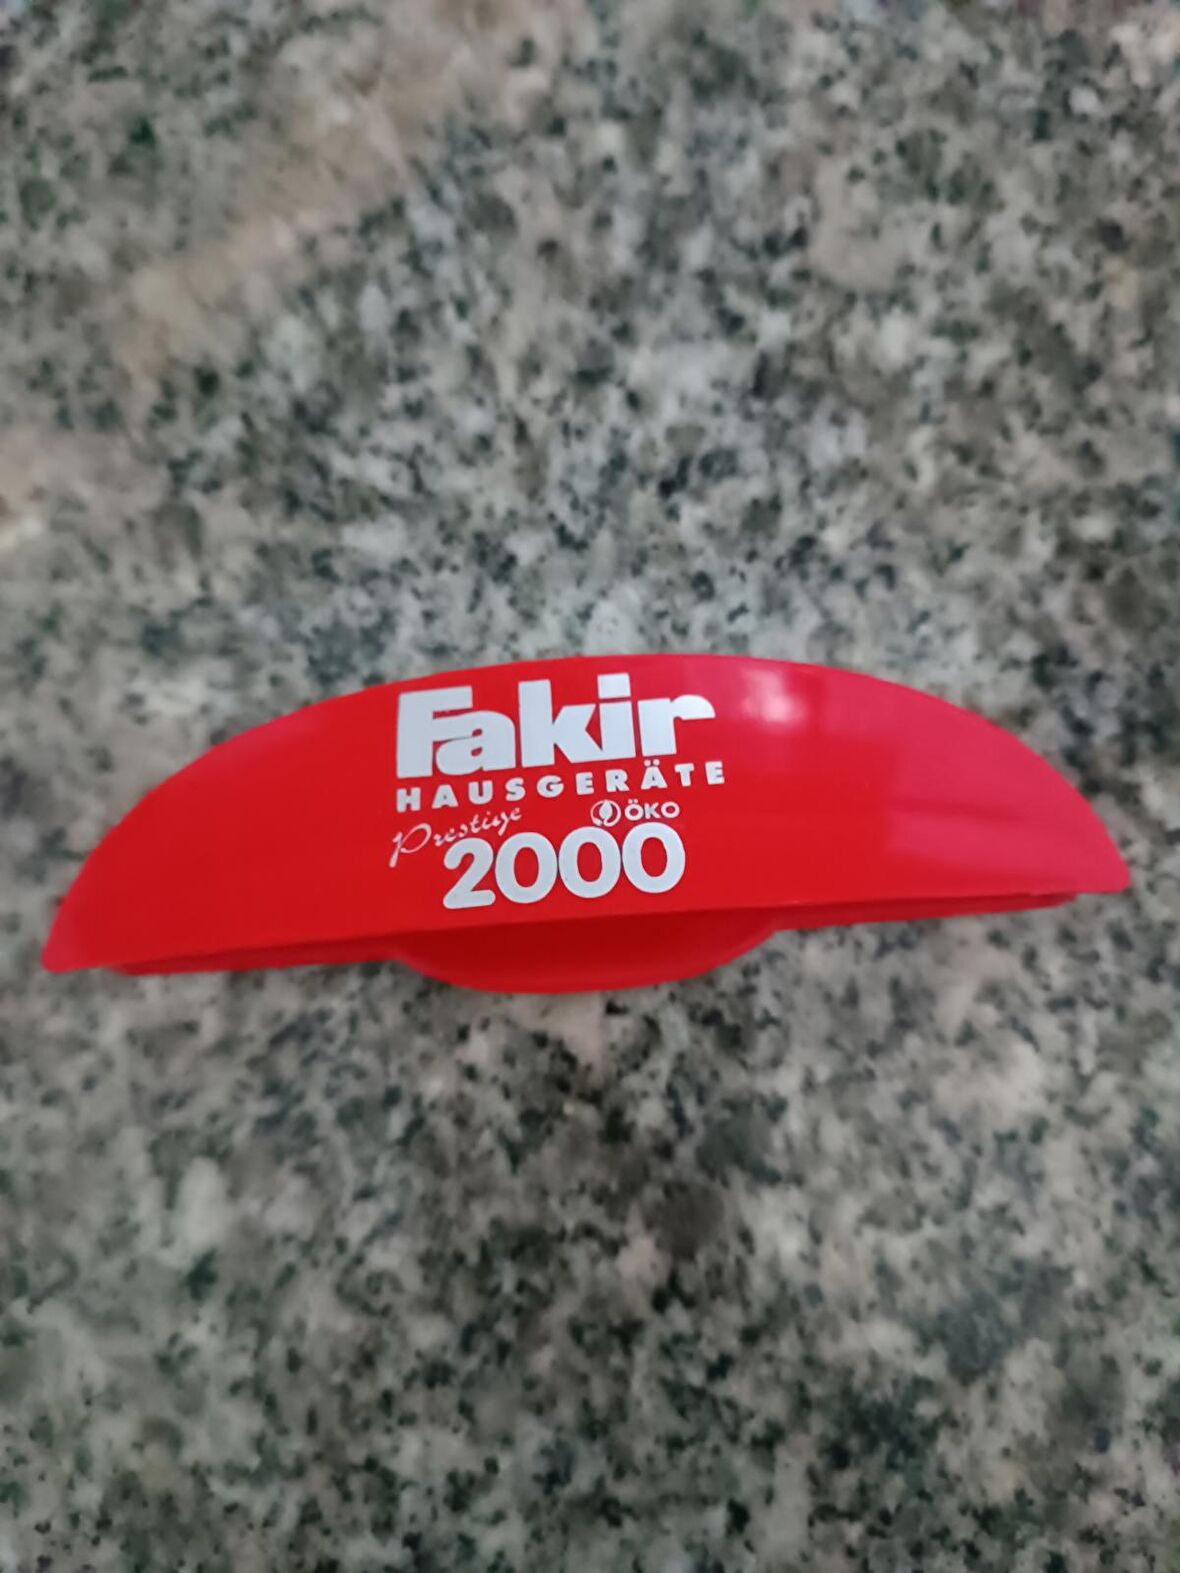 Fakir
HAUSGERÄTE
Prestige ÖKO
2000